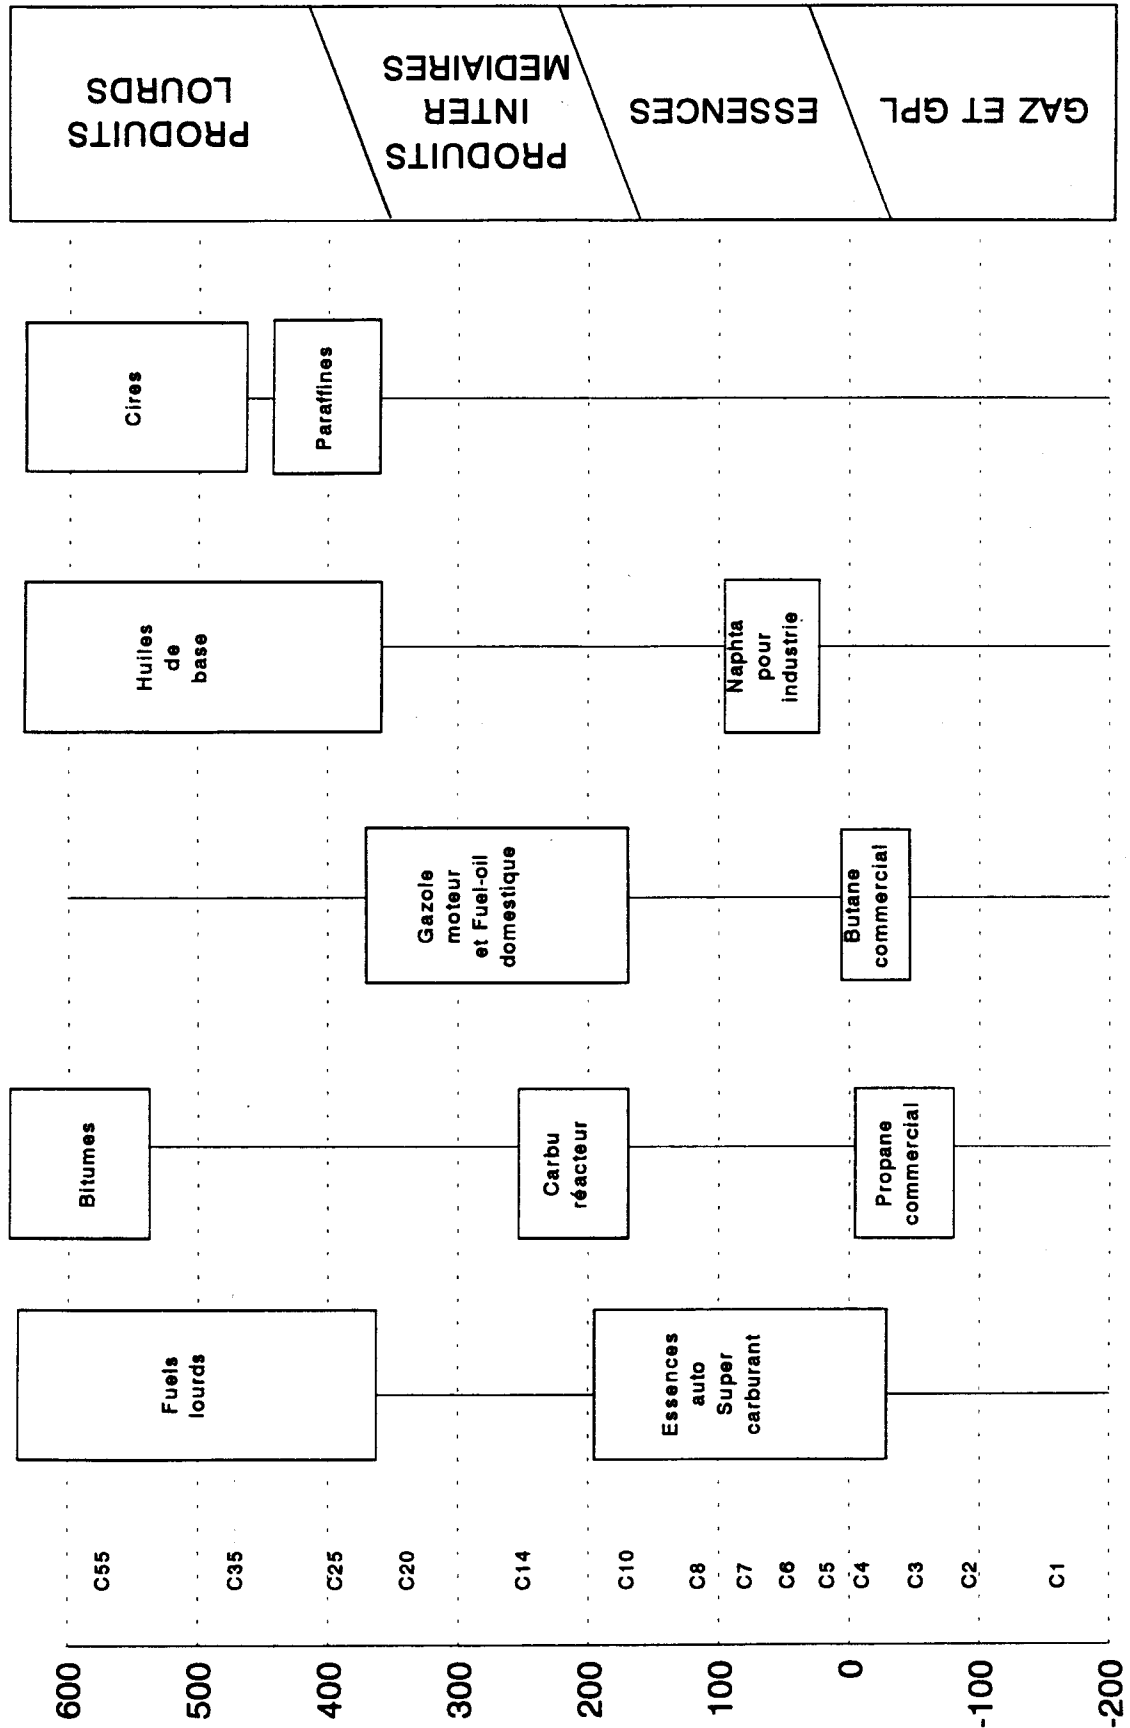 600
500
400
300
200
100
0
-100
-200
C55
C35
C25
C20
C14
C10
C8
C7
C6
C5
C4
C3
C2
C1
Fuels
lourds
Essences
auto
Super
carburant
Bitumes
Carbu
réacteur
Propane
commercial
Gazole
moteur
et Fuel-oil
domestique
Butane
commercial
Huiles
de
base
Naphta
pour
industrie
Cires
Paraffines
PRODUITS
LOURDS
PRODUITS
INTER
MEDIAIRES
ESSENCES
GAZ ET GPL